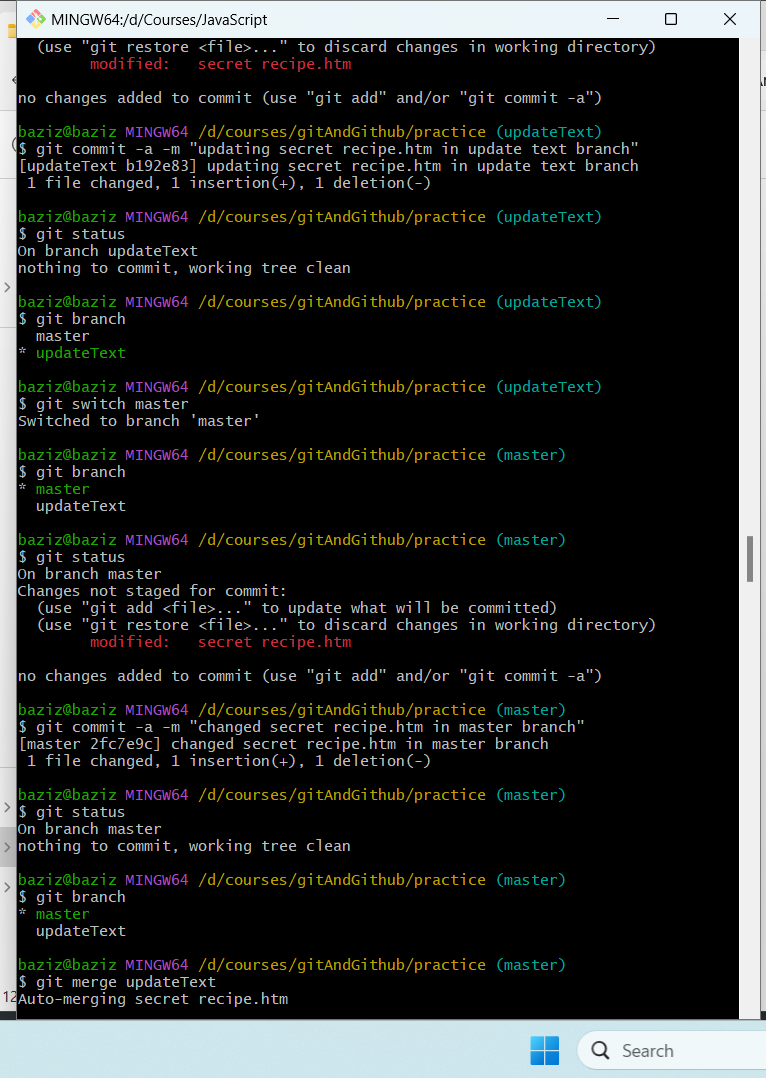 MINGW64:/d/Courses/JavaScript
(use "git restore <file>..." to discard changes in working directory)
modified:   secret recipe.htm
no changes added to commit (use "git add" and/or "git commit -a")
baziz@baziz MINGW64 /d/courses/gitAndGithub/practice (updateText)
$ git commit -a -m "updating secret recipe.htm in update text branch"
[updateText b192e83] updating secret recipe.htm in update text branch
1 file changed, 1 insertion(+), 1 deletion(-)
baziz@baziz MINGW64 /d/courses/gitAndGithub/practice (updateText)
$ git status
On branch updateText
nothing to commit, working tree clean
baziz@baziz MINGW64 /d/courses/gitAndGithub/practice (updateText)
$ git branch
master
* updateText
baziz@baziz MINGW64 /d/courses/gitAndGithub/practice (updateText)
$ git switch master
Switched to branch 'master'
baziz@baziz MINGW64 /d/courses/gitAndGithub/practice (master)
$ git branch
* master
updateText
baziz@baziz MINGW64 /d/courses/gitAndGithub/practice (master)
$ git status
On branch master
Changes not staged for commit:
(use "git add <file>..." to update what will be committed)
(use "git restore <file>..." to discard changes in working directory)
modified:   secret recipe.htm
no changes added to commit (use "git add" and/or "git commit -a")
baziz@baziz MINGW64 /d/courses/gitAndGithub/practice (master)
$ git commit -a -m "changed secret recipe.htm in master branch"
[master 2fc7e9c] changed secret recipe.htm in master branch
1 file changed, 1 insertion(+), 1 deletion(-)
baziz@baziz MINGW64 /d/courses/gitAndGithub/practice (master)
$ git status
On branch master
nothing to commit, working tree clean
baziz@baziz MINGW64 /d/courses/gitAndGithub/practice (master)
$ git branch
* master
updateText
baziz@baziz MINGW64 /d/courses/gitAndGithub/practice (master)
$ git merge updateText
Auto-merging secret recipe.htm
12
Search